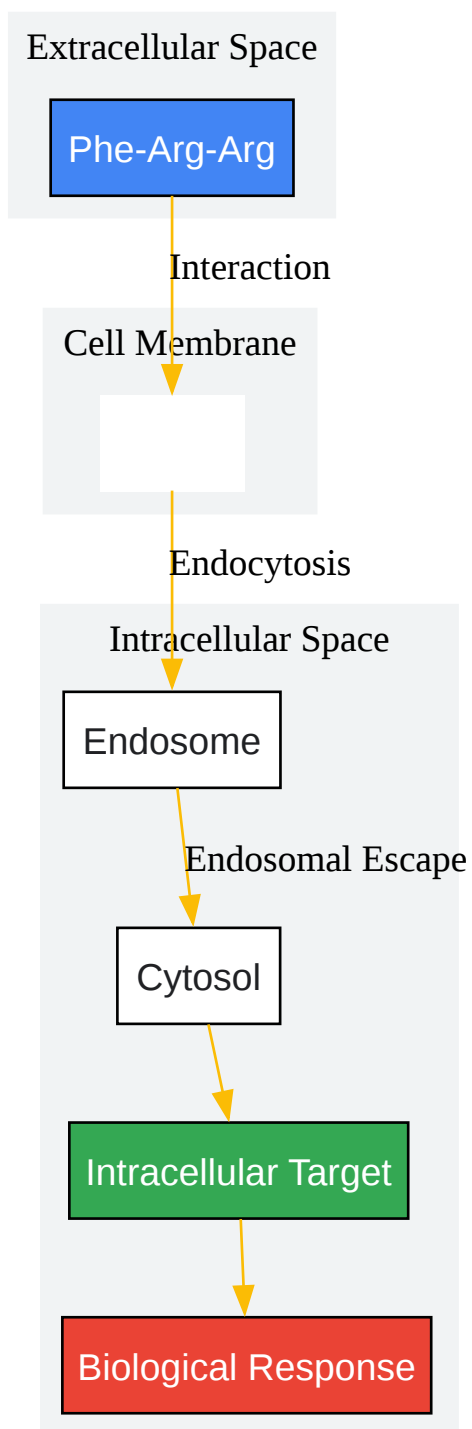 Extracellular Space
Phe-Arg-Arg
Interaction
Cell Membrane
Endocytosis
Intracellular Space
Endosome
Endosomal Escape
Cytosol
Intracellular Target
Biological Response